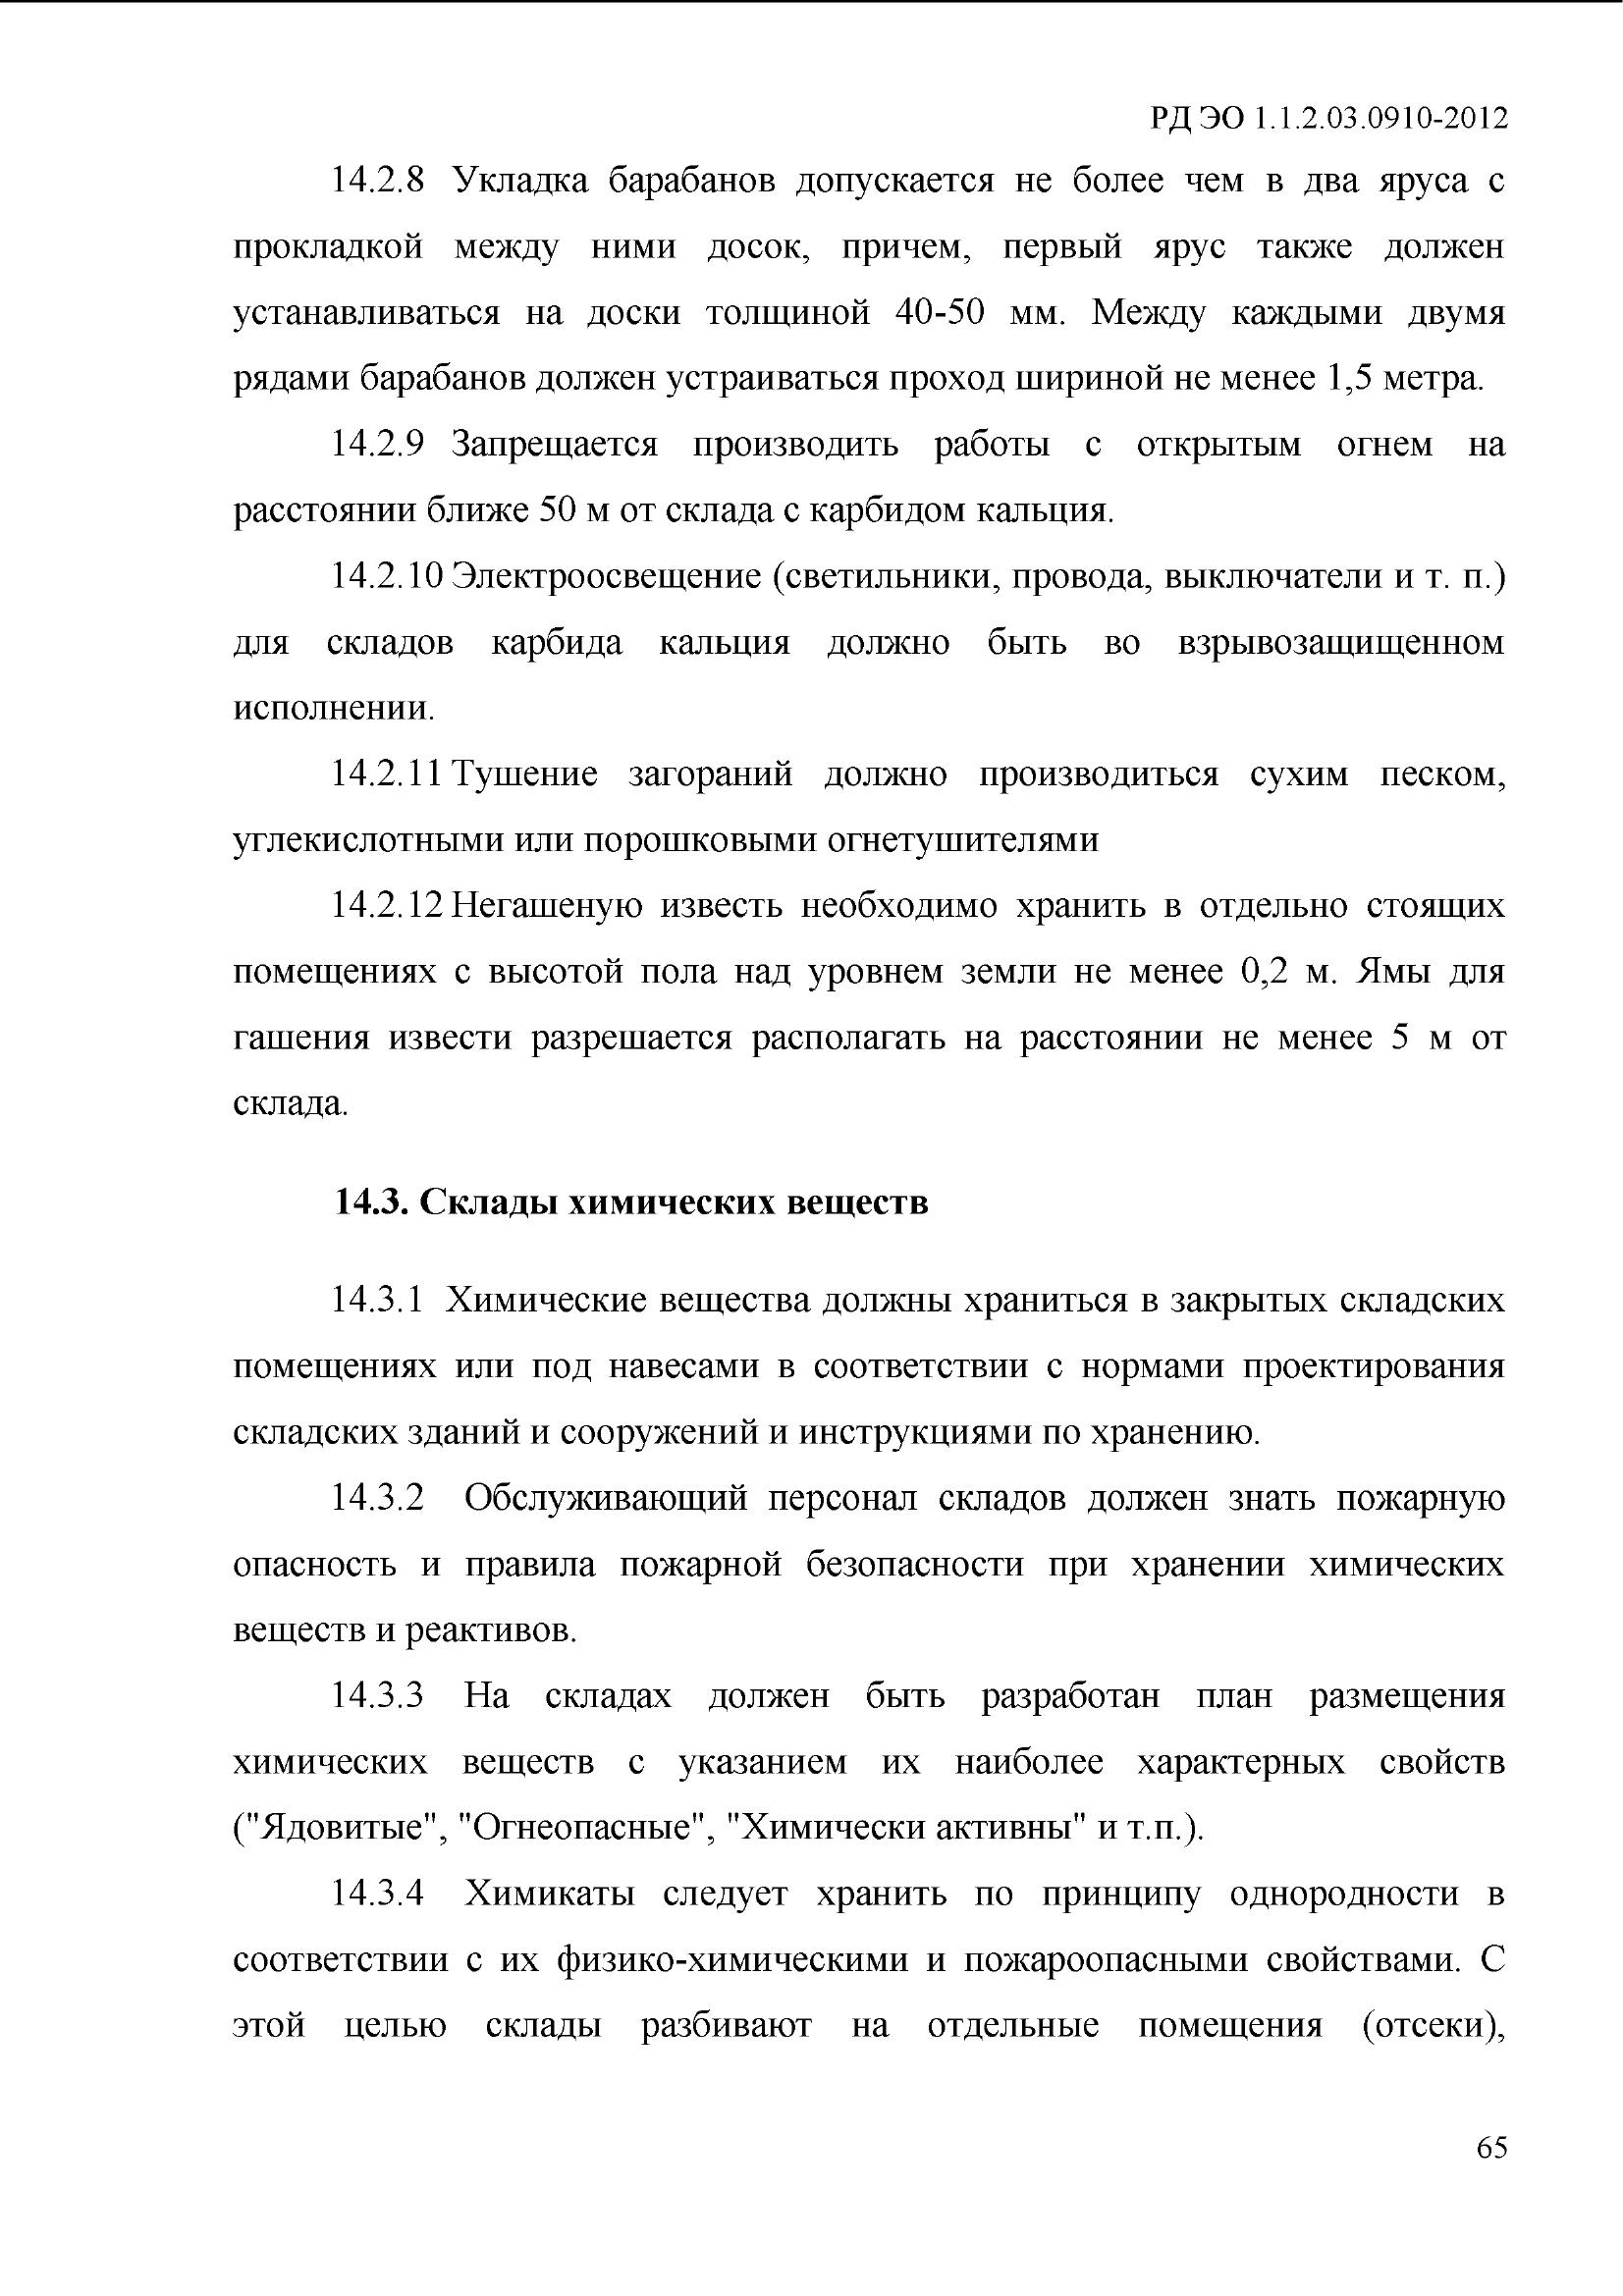 РД ЭО 1.1.2.03.0910-2012
14.2.8 Укладка барабанов допускается не более чем в два яруса с
прокладкой между ними досок, причем, первый ярус также должен
устанавливаться на доски толщиной 40-50 мм. Между каждыми двумя
рядами барабанов должен устраиваться проход шириной не менее 1,5 метра.
14.2.9 Запрещается производить работы с открытым огнем на
расстоянии ближе 50 м от склада с карбидом кальция.
14.2.10 Электроосвещение (светильники, провода, выключатели и т. п.)
для складов карбида кальция должно быть во взрывозащищенном
исполнении.
14.2.11 Тушение загораний должно производиться сухим песком,
углекислотными или порошковыми огнетушителями
14.2.12 Негашеную известь необходимо хранить в отдельно стоящих
помещениях с высотой пола над уровнем земли не менее 0,2 м. Ямы для
гашения извести разрешается располагать на расстоянии не менее 5 м от
склада.
14.3. Склады химических веществ
14.3.1 Химические вещества должны храниться в закрытых складских
помещениях или под навесами в соответствии с нормами проектирования
складских зданий и сооружений и инструкциями по хранению.
14.3.2 Обслуживающий персонал складов должен знать пожарную
опасность и правила пожарной безопасности при хранении химических
веществ и реактивов.
14.3.3 На складах должен быть разработан план размещения
химических веществ с указанием их наиболее характерных свойств
("Ядовитые", "Огнеопасные", "Химически активны" и т.п.).
14.3.4 Химикаты следует хранить по принципу однородности в
соответствии с их физико-химическими и пожароопасными свойствами. С
этой целью склады разбивают на отдельные помещения (отсеки),
65